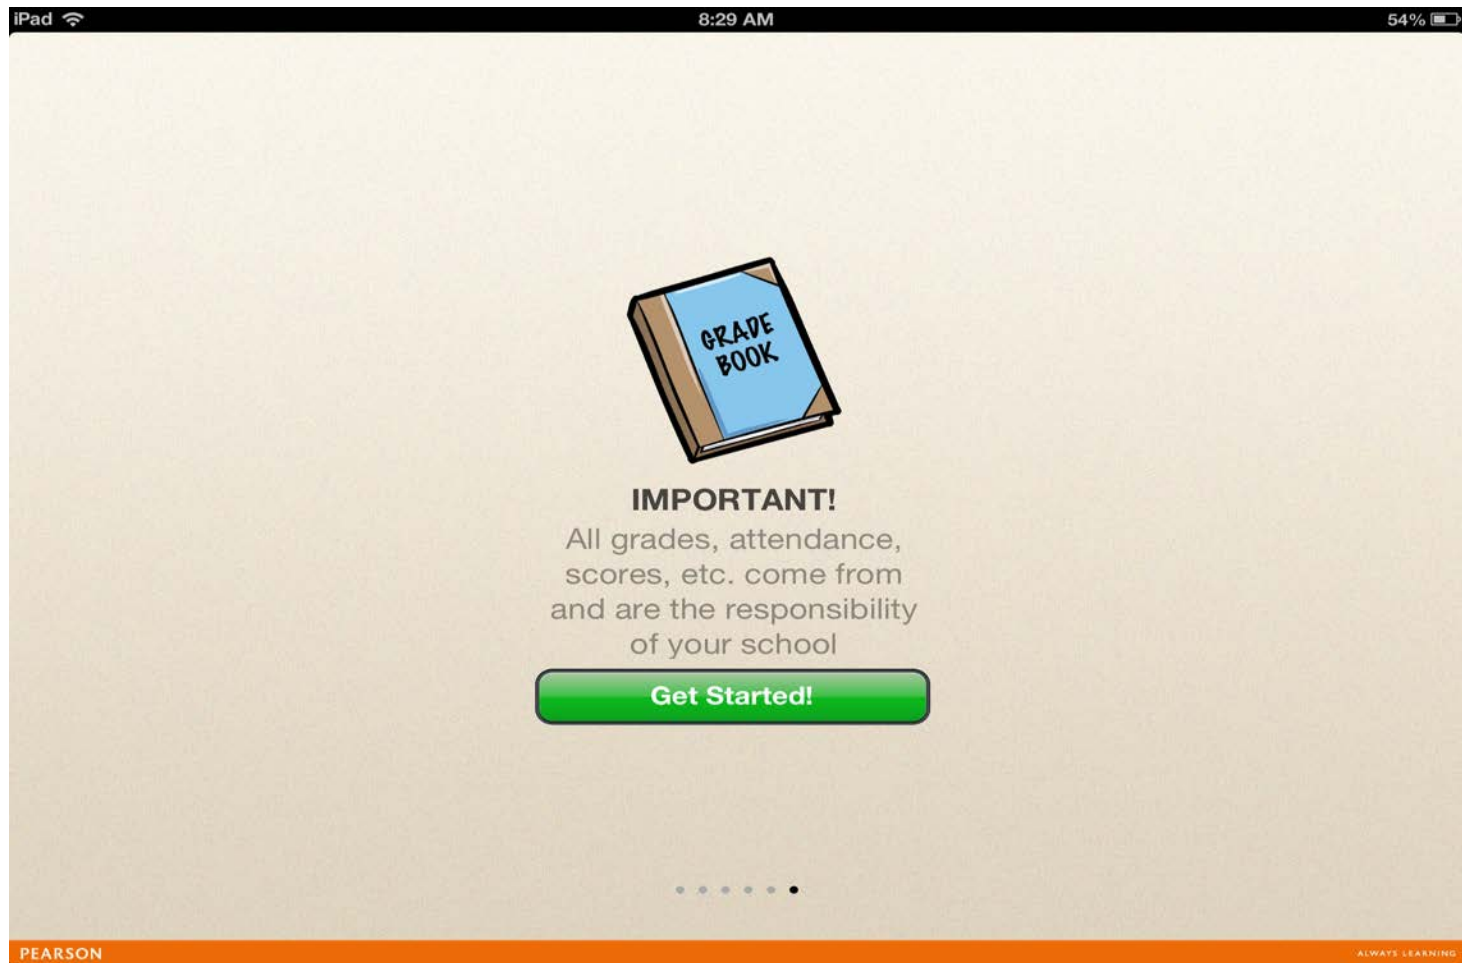 iPad
8:29 AM
54%
GRADE
BOOK
IMPORTANT!
All grades, attendance,
scores, etc. come from
and are the responsibility
of your school
Get Started!
PEARSON
ALWAYS LEARNING